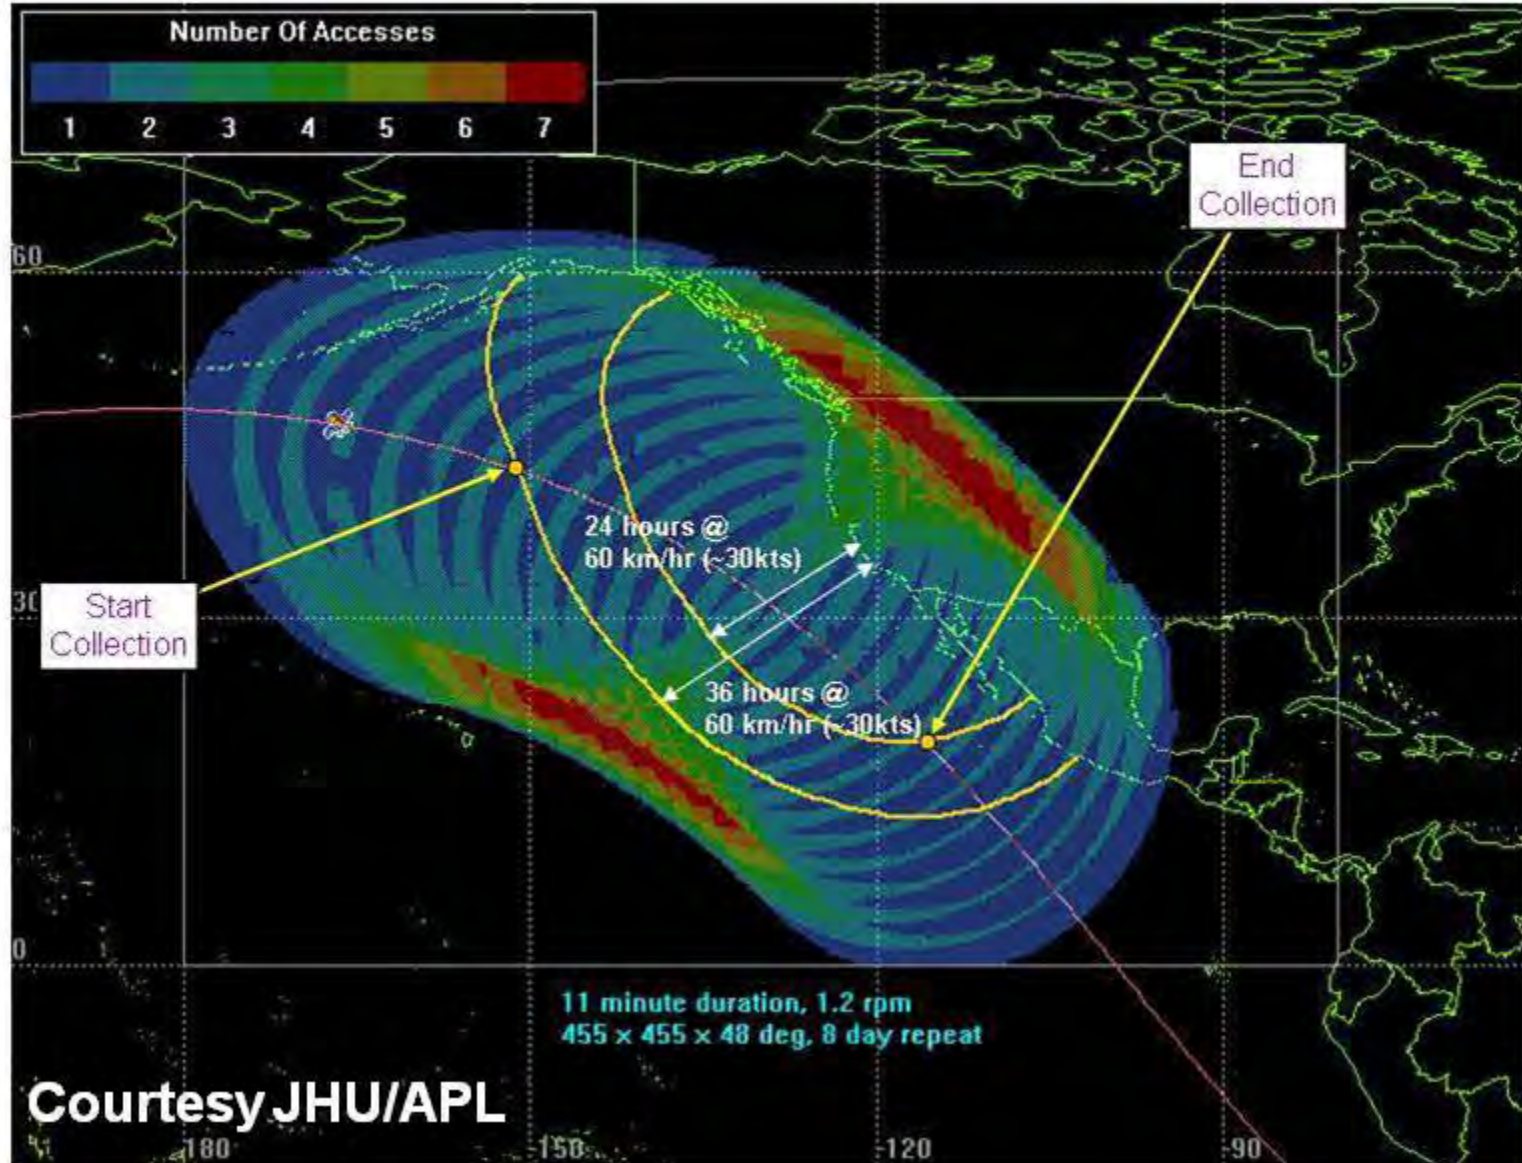 Number Of Accesses
1 2 3 4 5 6 7
End
Collection
60
24 hours @
60 km/hr (~30kts)
Start
Collection
30
36 hours @
60 km/hr (~30kts)
0
11 minute duration, 1.2 rpm
455 x 455 x 48 deg, 8 day repeat
Courtesy JHU/APL
180 -150 -120 -90